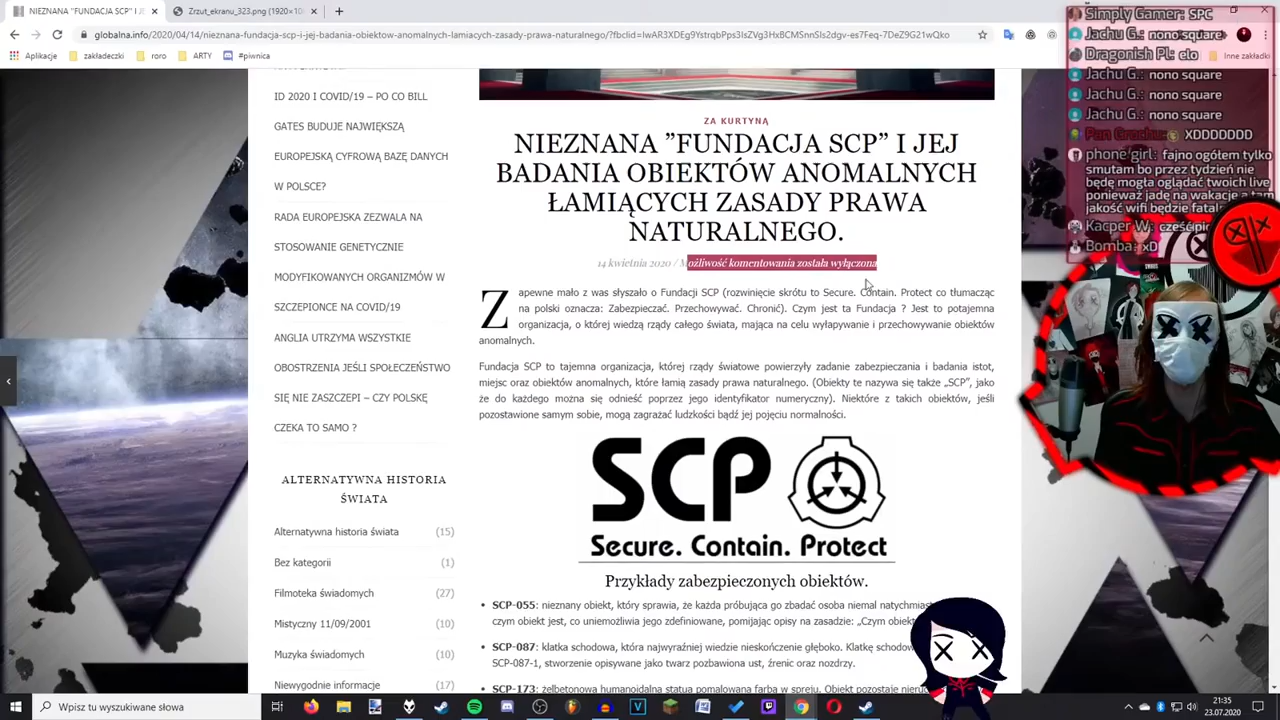 NIEZNANA "FUNDACJA SCP" I J
Zrzut_ekranu_323.png (1920×10
globalna.info/2020/04/14/nieznana-fundacja-scp-i-jej-badania-obiektow-anomalnych-lamiacych-zasady-prawa-naturalnego/?fbclid=IwAR3XDEg9YstrqbPps3IsZVg3HxBCMSnnSls2dgv-es7Feq-7DeZ9G21wQko
Aplikacje
zakładeczki
roro
ARTY
#piwnica
Inne zakładki
Simply Gamer: SPC
Jachu G.: nono square
Dragonish Pl: clo
Jachu G.: nono square
Jachu G.: nono square
Jachu G.: nono square
Pan Grochu: XDDDDDDD
phone girl: fajno ogółem tylko
smutam bo przez tydzień nie
będę mogła oglądać twoich live
ponieważ jadę na wakacje a tam
jakość wifi będzie fatal
Kacper W: cześć pio
Bomba: xD
ID 2020 I COVID/19 – PO CO BILL
GATES BUDUJE NAJWIĘKSZĄ
EUROPEJSKĄ CYFROWĄ BAZĘ DANYCH
W POLSCE?
RADA EUROPEJSKA ZEZWALA NA
STOSOWANIE GENETYCZNIE
MODYFIKOWANYCH ORGANIZMÓW W
SZCZEPIONCE NA COVID/19
ANGLIA UTRZYMA WSZYSTKIE
OBOSTRZENIA JEŚLI SPOŁECZEŃSTWO
SIĘ NIE ZASZCZEPI – CZY POLSKĘ
CZEKA TO SAMO ?
ALTERNATYWNA HISTORIA
ŚWIATA
Alternatywna historia świata (15)
Bez kategorii (1)
Filmoteka świadomych (27)
Mistyczny 11/09/2001 (10)
Muzyka świadomych (10)
Niewygodnie informacje (17)
ZA KURTYNĄ
NIEZNANA ”FUNDACJA SCP” I JEJ
BADANIA OBIEKTÓW ANOMALNYCH
ŁAMIĄCYCH ZASADY PRAWA
NATURALNEGO.
14 kwietnia 2020 / Możliwość komentowania została wyłączona
Zapewne mało z was słyszało o Fundacji SCP (rozwinięcie skrótu to Secure. Contain. Protect co tłumacząc
na polski oznacza: Zabezpieczać. Przechowywać. Chronić). Czym jest ta Fundacja ? Jest to potajemna
organizacja, o której wiedzą rządy całego świata, mająca na celu wyłapywanie i przechowywanie obiektów
anomalnych.
Fundacja SCP to tajemna organizacja, której rządy światowe powierzyły zadanie zabezpieczania i badania istot,
miejsc oraz obiektów anomalnych, które łamią zasady prawa naturalnego. (Obiekty te nazywa się także „SCP”, jako
że do każdego można się odnieść poprzez jego identyfikator numeryczny). Niektóre z takich obiektów, jeśli
pozostawione samym sobie, mogą zagrażać ludzkości bądź jej pojęciu normalności.
SCP
Secure. Contain. Protect
Przykłady zabezpieczonych obiektów.
SCP-055: nieznany obiekt, który sprawia, że każda próbująca go zbadać osoba niemal natychmias
czym obiekt jest, co uniemożliwia jego zdefiniowane, pomijając opisy na zasadzie: „Czym obiekt
SCP-087: klatka schodowa, która najwyraźniej wiedzie nieskończenie głęboko. Klatkę schodow
SCP-087-1, stworzenie opisywane jako twarz pozbawiona ust, źrenic oraz nozdrzy.
SCP-173: żelbetonowa humanoidalna statua pomalowana farbą w spreju. Obiekt pozostaje nieruc
Wpisz tu wyszukiwane słowa
21:35
23.07.2020